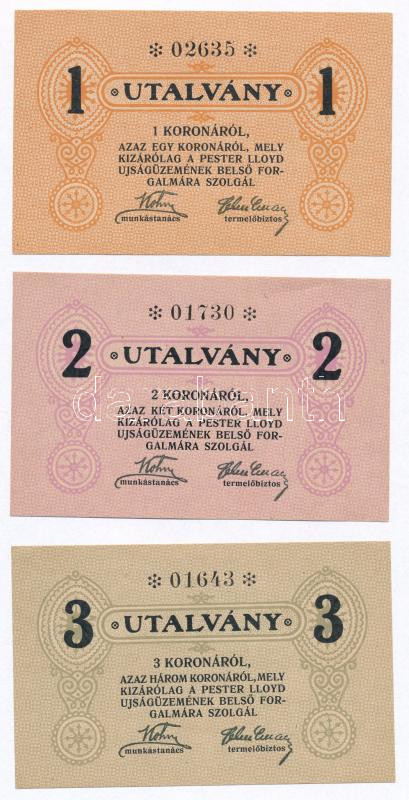 * 02635 *
1 UTALVÁNY 1
1 KORONÁRÓL,
AZAZ EGY KORONÁRÓL, MELY
KIZÁRÓLAG A PESTER LLOYD
UJSÁGÜZEMÉNEK BELSŐ FOR-
GALMÁRA SZOLGÁL
munkástanács termelőbiztos
* 01730 *
2 UTALVÁNY 2
2 KORONÁRÓL,
AZAZ KÉT KORONÁRÓL, MELY
KIZÁRÓLAG A PESTER LLOYD
UJSÁGÜZEMÉNEK BELSŐ FOR-
GALMÁRA SZOLGÁL
munkástanács termelőbiztos
* 01643 *
3 UTALVÁNY 3
3 KORONÁRÓL,
AZAZ HÁROM KORONÁRÓL, MELY
KIZÁRÓLAG A PESTER LLOYD
UJSÁGÜZEMÉNEK BELSŐ FOR-
GALMÁRA SZOLGÁL
munkástanács termelőbiztos